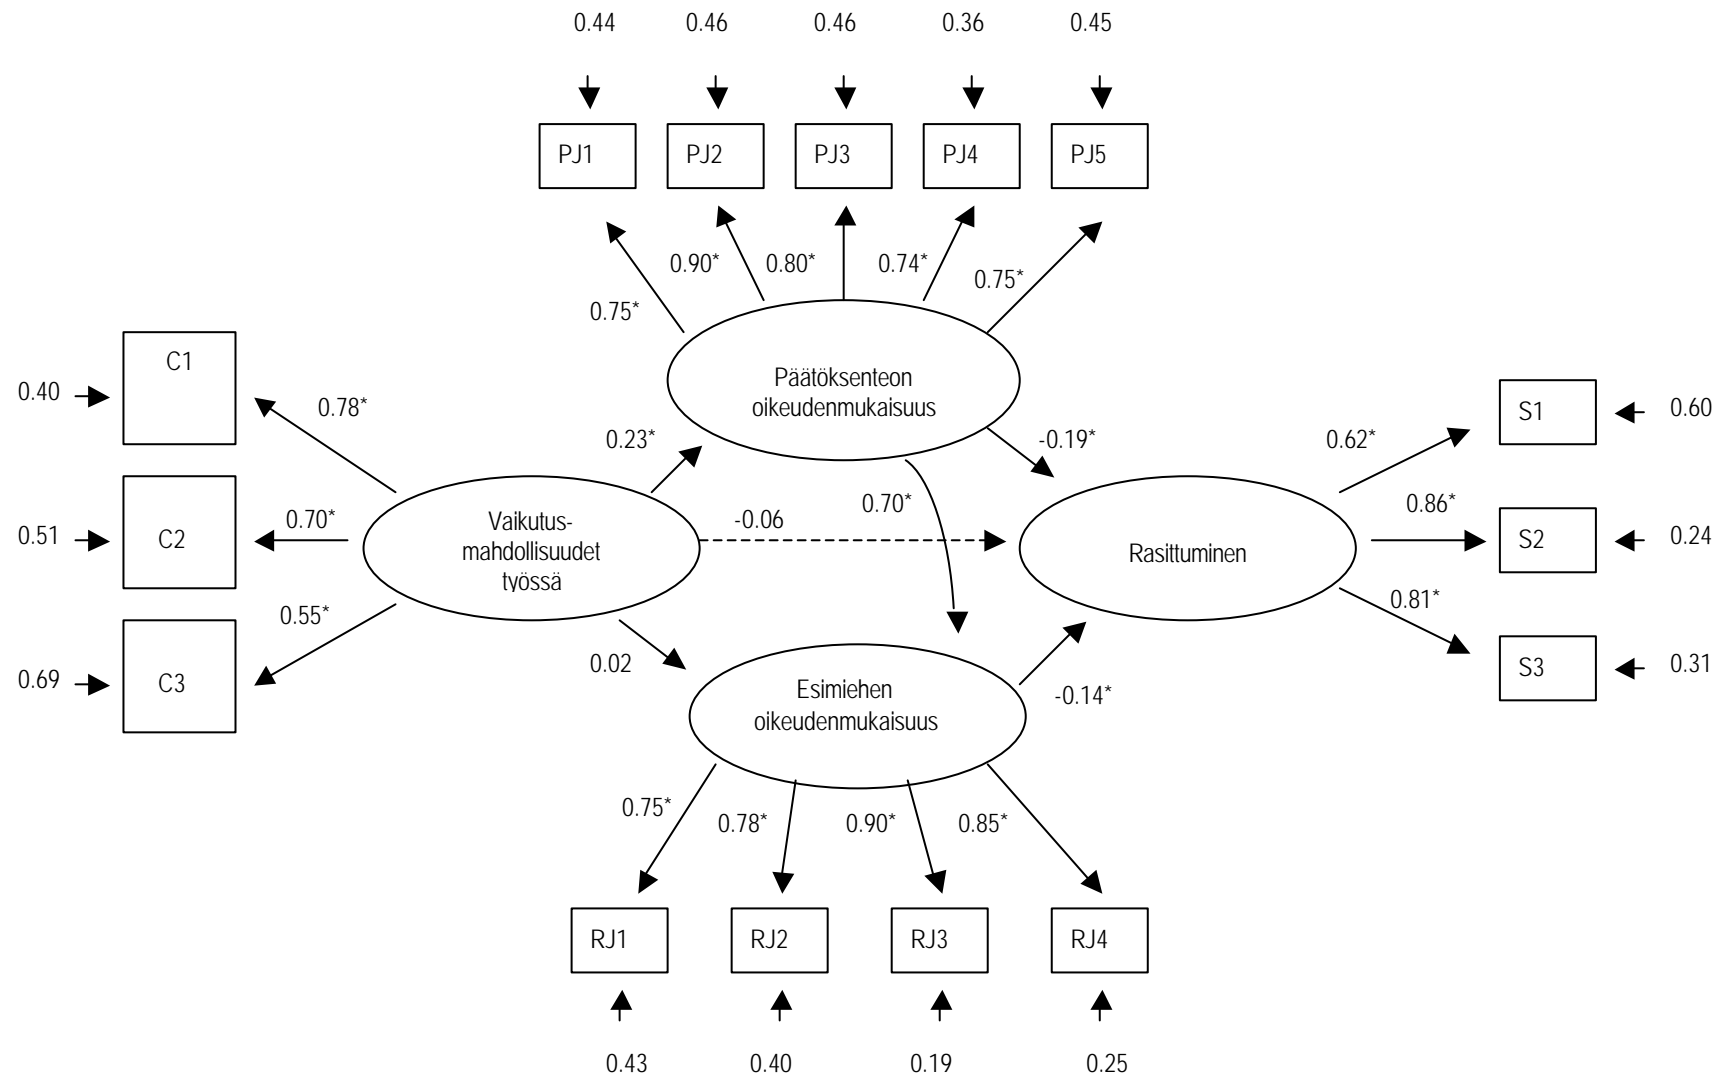 0.44 0.46 0.46 0.36 0.45
PJ1 PJ2 PJ3 PJ4 PJ5
0.90* 0.80* 0.74*
0.75* 0.75*
C1
Päätöksenteon
oikeudenmukaisuus
0.40 0.78* S1 0.60
0.23* -0.19* 0.62*
0.70* 0.86*
0.51 C2 0.70* Vaikutus-
mahdollisuudet
työssä
-0.06 Rasittuminen S2 0.24
0.55* 0.81*
0.69 C3 0.02 S3 0.31
Esimiehen
oikeudenmukaisuus
-0.14*
0.75* 0.78* 0.90* 0.85*
RJ1 RJ2 RJ3 RJ4
0.43 0.40 0.19 0.25